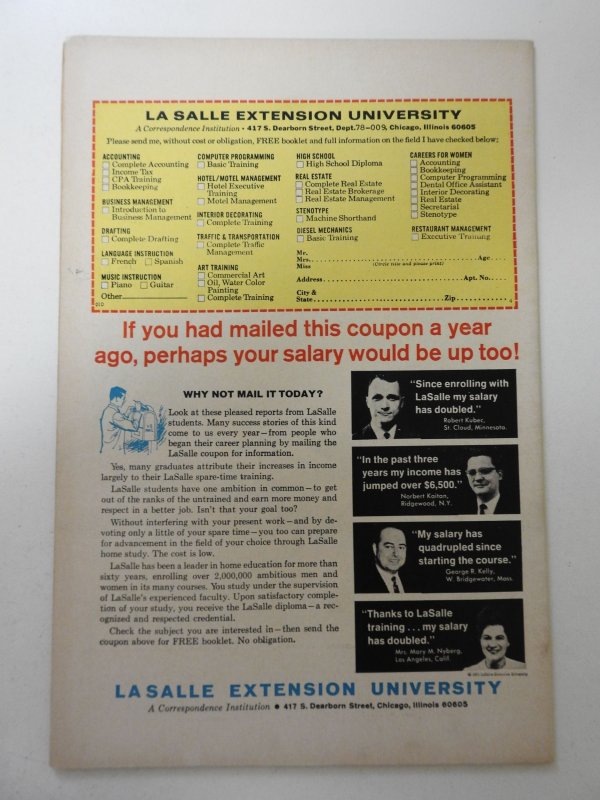 LA SALLE EXTENSION UNIVERSITY
A Correspondence Institution • 417 S. Dearborn Street, Dept. 78-009, Chicago, Illinois 60605
Please send me, without cost or obligation, FREE booklet and full information on the field I have checked below:
ACCOUNTING
Complete Accounting
Income Tax
CPA Training
Bookkeeping
BUSINESS MANAGEMENT
Introduction to
Business Management
DRAFTING
Complete Drafting
LANGUAGE INSTRUCTION
French Spanish
MUSIC INSTRUCTION
Piano Guitar
Other
COMPUTER PROGRAMMING
Basic Training
HOTEL/MOTEL MANAGEMENT
Hotel Executive
Training
Motel Management
INTERIOR DECORATING
Complete Training
TRAFFIC & TRANSPORTATION
Complete Traffic
Management
ART TRAINING
Commercial Art
Oil, Water Color
Painting
Complete Training
HIGH SCHOOL
High School Diploma
REAL ESTATE
Complete Real Estate
Real Estate Brokerage
Real Estate Management
STENOTYPE
Machine Shorthand
DIESEL MECHANICS
Basic Training
CAREERS FOR WOMEN
Accounting
Bookkeeping
Computer Programming
Dental Office Assistant
Interior Decorating
Real Estate
Secretarial
Stenotype
RESTAURANT MANAGEMENT
Executive Training
Mr.
Mrs. Age
Miss (Circle title and please print)
Address Apt. No.
City &
State Zip
If you had mailed this coupon a year
ago, perhaps your salary would be up too!
WHY NOT MAIL IT TODAY?
Look at these pleased reports from LaSalle
students. Many success stories of this kind
come to us every year—from people who
began their career planning by mailing the
LaSalle coupon for information.
Yes, many graduates attribute their increases in income
largely to their LaSalle spare-time training.
LaSalle students have one ambition in common—to get
out of the ranks of the untrained and earn more money and
respect in a better job. Isn't that your goal too?
Without interfering with your present work—and by de-
voting only a little of your spare time—you too can prepare
for advancement in the field of your choice through LaSalle
home study. The cost is low.
LaSalle has been a leader in home education for more than
sixty years, enrolling over 2,000,000 ambitious men and
women in its many courses. You study under the supervision
of LaSalle's experienced faculty. Upon satisfactory comple-
tion of your study, you receive the LaSalle diploma—a rec-
ognized and respected credential.
Check the subject you are interested in—then send the
coupon above for FREE booklet. No obligation.
"Since enrolling with
LaSalle my salary
has doubled."
Robert Kubec,
St. Cloud, Minnesota.
"In the past three
years my income has
jumped over $6,500."
Norbert Kaitan,
Ridgewood, N.Y.
"My salary has
quadrupled since
starting the course."
George R. Kelly,
W. Bridgewater, Mass.
"Thanks to LaSalle
training ... my salary
has doubled."
Mrs. Mary M. Nyberg,
Los Angeles, Calif.
LA SALLE EXTENSION UNIVERSITY
A Correspondence Institution • 417 S. Dearborn Street, Chicago, Illinois 60605